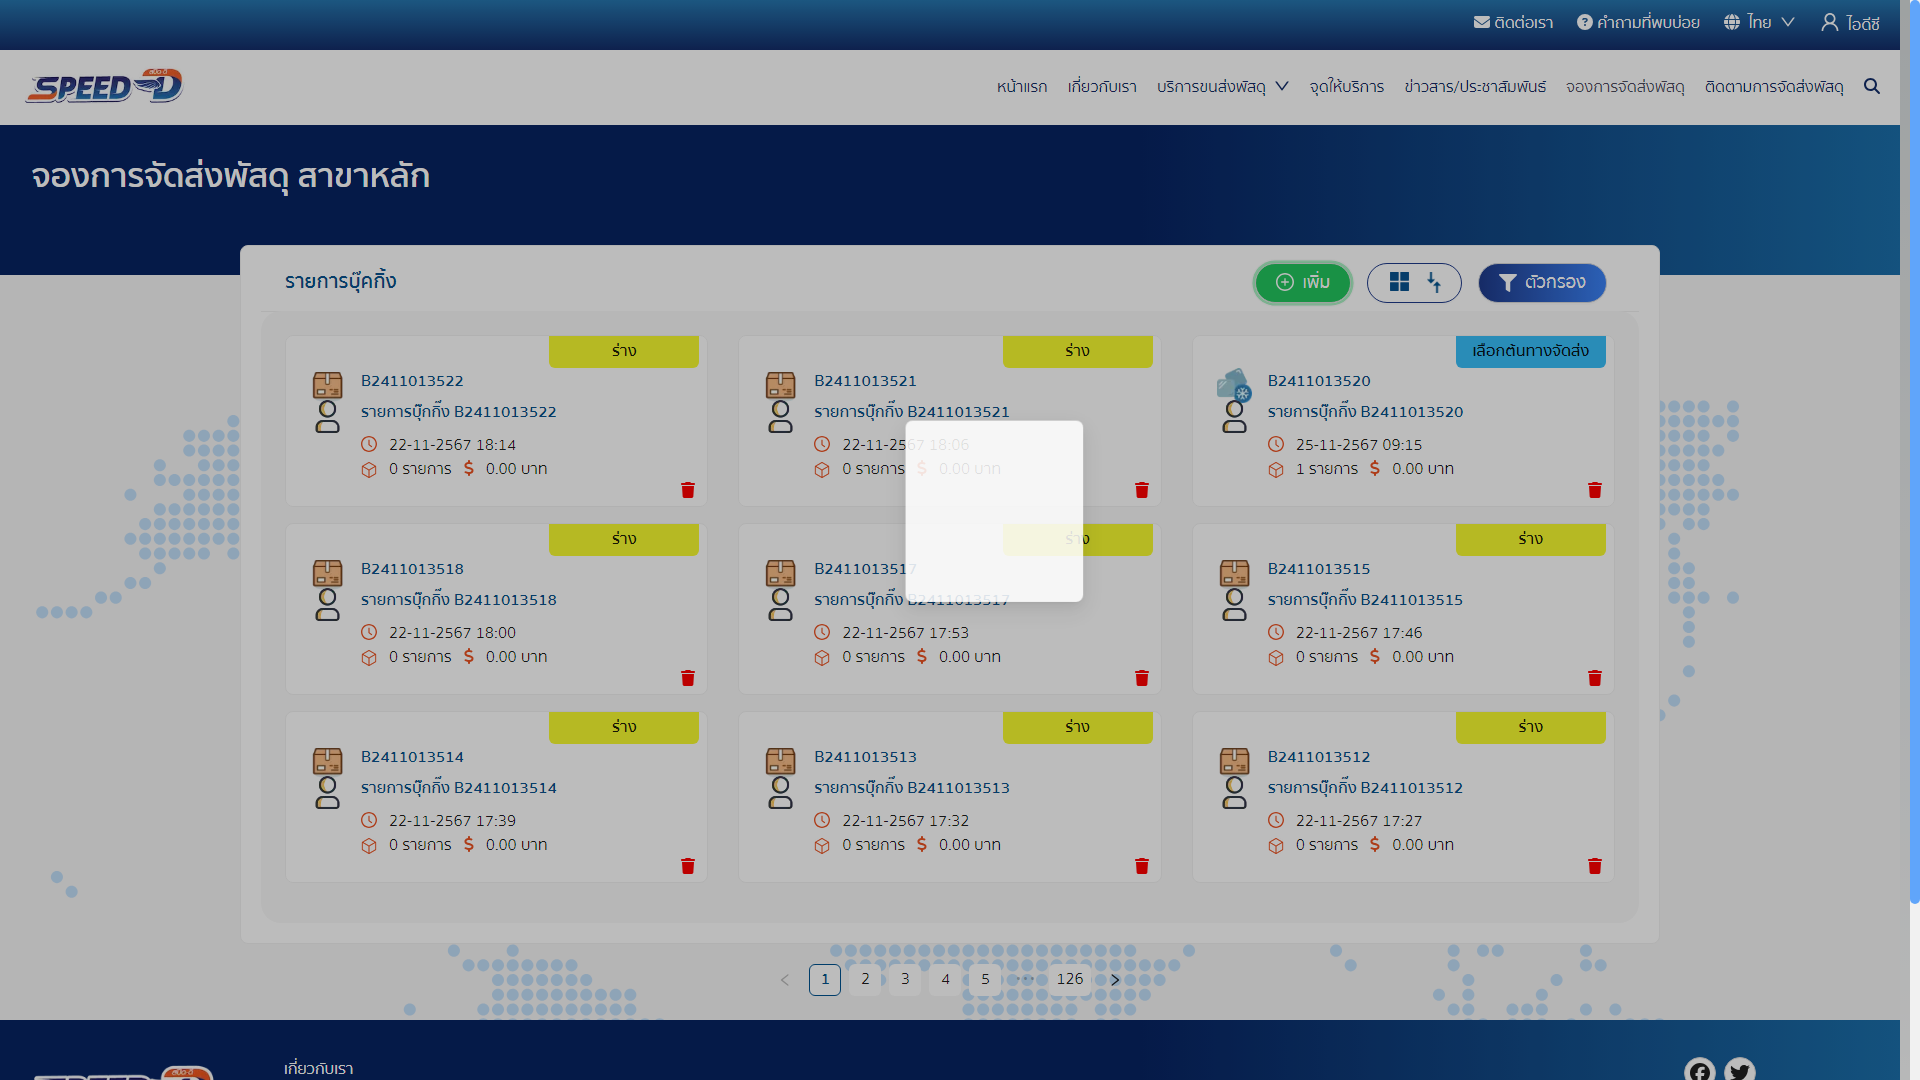 ติดต่อเรา คำถามที่พบบ่อย ไทย ไอดีซี
SPEED-D
หน้าแรก เกี่ยวกับเรา บริการขนส่งพัสดุ จุดให้บริการ ข่าวสาร/ประชาสัมพันธ์ จองการจัดส่งพัสดุ ติดตามการจัดส่งพัสดุ
จองการจัดส่งพัสดุ สาขาหลัก
รายการบุ๊คกิ้ง
เพิ่ม
ตัวกรอง
ร่าง
B2411013522
รายการบุ๊กกิ๊ง B2411013522
22-11-2567 18:14
0 รายการ $ 0.00 บาท
ร่าง
B2411013521
รายการบุ๊กกิ๊ง B2411013521
22-11-2567 18:06
0 รายการ $ 0.00 บาท
เลือกต้นทางจัดส่ง
B2411013520
รายการบุ๊กกิ๊ง B2411013520
25-11-2567 09:15
1 รายการ $ 0.00 บาท
ร่าง
B2411013518
รายการบุ๊กกิ๊ง B2411013518
22-11-2567 18:00
0 รายการ $ 0.00 บาท
ร่าง
B2411013517
รายการบุ๊กกิ๊ง B2411013517
22-11-2567 17:53
0 รายการ $ 0.00 บาท
ร่าง
B2411013515
รายการบุ๊กกิ๊ง B2411013515
22-11-2567 17:46
0 รายการ $ 0.00 บาท
ร่าง
B2411013514
รายการบุ๊กกิ๊ง B2411013514
22-11-2567 17:39
0 รายการ $ 0.00 บาท
ร่าง
B2411013513
รายการบุ๊กกิ๊ง B2411013513
22-11-2567 17:32
0 รายการ $ 0.00 บาท
ร่าง
B2411013512
รายการบุ๊กกิ๊ง B2411013512
22-11-2567 17:27
0 รายการ $ 0.00 บาท
< 1 2 3 4 5 ••• 126 >
เกี่ยวกับเรา